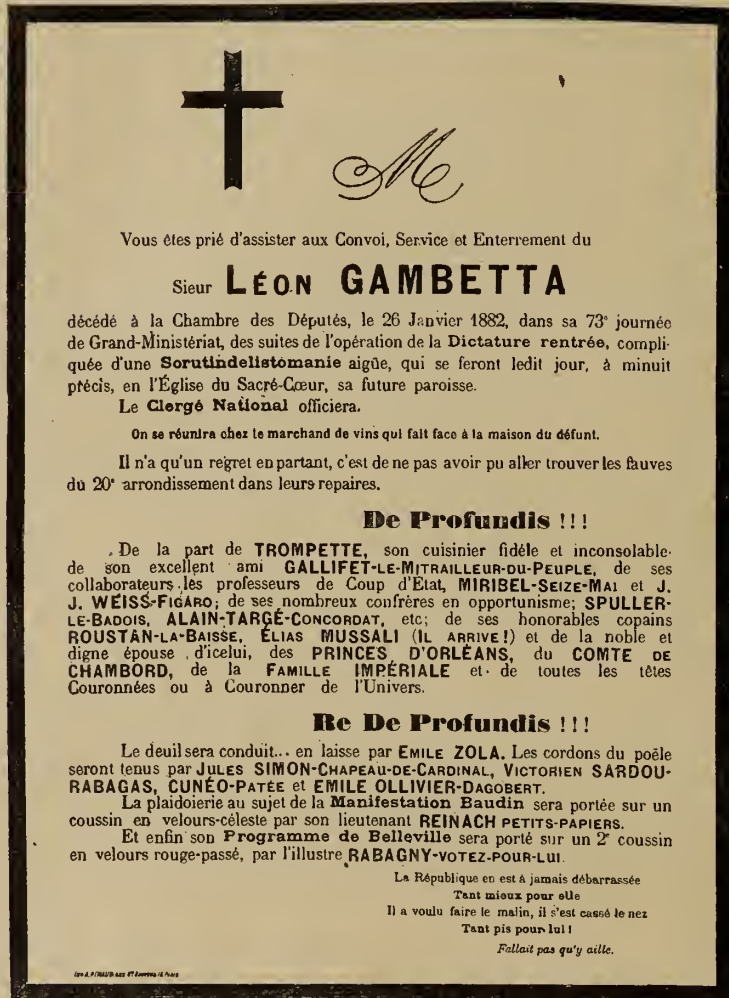 M
Vous êtes prié d'assister aux Convoi, Service et Enterrement du
Sieur LÉON GAMBETTA
décédé à la Chambre des Députés, le 26 Janvier 1882, dans sa 73e journée
de Grand-Ministériat, des suites de l'opération de la Dictature rentrée, compli-
quée d'une Scrutindelistomanie aigüe, qui se feront ledit jour, à minuit
précis, en l'Église du Sacré-Cœur, sa future paroisse.
Le Clergé National officiera.
On se réunira chez le marchand de vins qui fait face à la maison du défunt.
Il n'a qu'un regret en partant, c'est de ne pas avoir pu aller trouver les fauves
du 20e arrondissement dans leurs repaires.
De Profundis !!!
De la part de TROMPETTE, son cuisinier fidèle et inconsolable
de son excellent ami GALLIFET-LE-MITRAILLEUR-DU-PEUPLE, de ses
collaborateurs les professeurs de Coup d'État, MIRIBEL-SEIZE-MAI et J.
J. WEISS-FIGARO; de ses nombreux confrères en opportunisme; SPULLER-
LE-BADOIS, ALAIN-TARGÉ-CONCORDAT, etc; de ses honorables copains
ROUSTAN-LA-BAISSE, ÉLIAS MUSSALI (IL ARRIVE!) et de la noble et
digne épouse d'icelui, des PRINCES D'ORLÉANS, du COMTE DE
CHAMBORD, de la FAMILLE IMPÉRIALE et de toutes les têtes
Couronnées ou à Couronner de l'Univers.
Re De Profundis !!!
Le deuil sera conduit... en laisse par EMILE ZOLA. Les cordons du poêle
seront tenus par JULES SIMON-CHAPEAU-DE-CARDINAL, VICTORIEN SARDOU-
RABAGAS, CUNÉO-PATÉE et EMILE OLLIVIER-DAGOBERT.
La plaidoierie au sujet de la Manifestation Baudin sera portée sur un
coussin en velours-céleste par son lieutenant REINACH PETITS-PAPIERS.
Et enfin son Programme de Belleville sera porté sur un 2e coussin
en velours rouge-passé, par l'illustre RABAGNY-VOTEZ-POUR-LUI.
La République en est à jamais débarrassée
Tant mieux pour elle
Il a voulu faire le malin, il s'est cassé le nez
Tant pis pour lui !
Fallait pas qu'y aille.